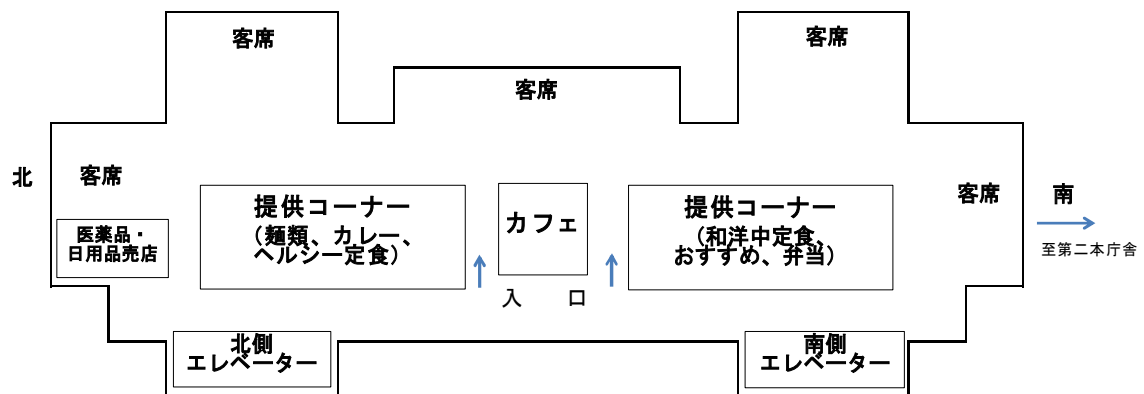 客席
客席
客席
北
客席
客席
南
提供コーナー
（麺類、カレー、
ヘルシー定食）
カフェ
提供コーナー
（和洋中定食、
おすすめ、弁当）
医薬品・
日用品売店
至第二本庁舎
入　口
北側
エレベーター
南側
エレベーター